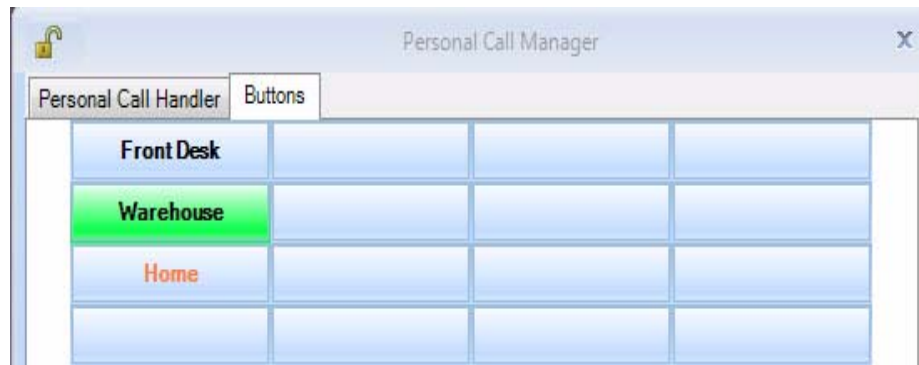 Personal Call Manager
X
Personal Call Handler Buttons
Front Desk
Warehouse
Home